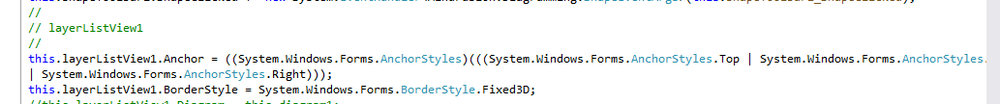 //
// layerListView1
//
this.layerListView1.Anchor = ((System.Windows.Forms.AnchorStyles)(((System.Windows.Forms.AnchorStyles.Top | System.Windows.Forms.AnchorStyles.
| System.Windows.Forms.AnchorStyles.Right)));
this.layerListView1.BorderStyle = System.Windows.Forms.BorderStyle.Fixed3D;
//this.layerListView1.Diagram = this.diagram1;